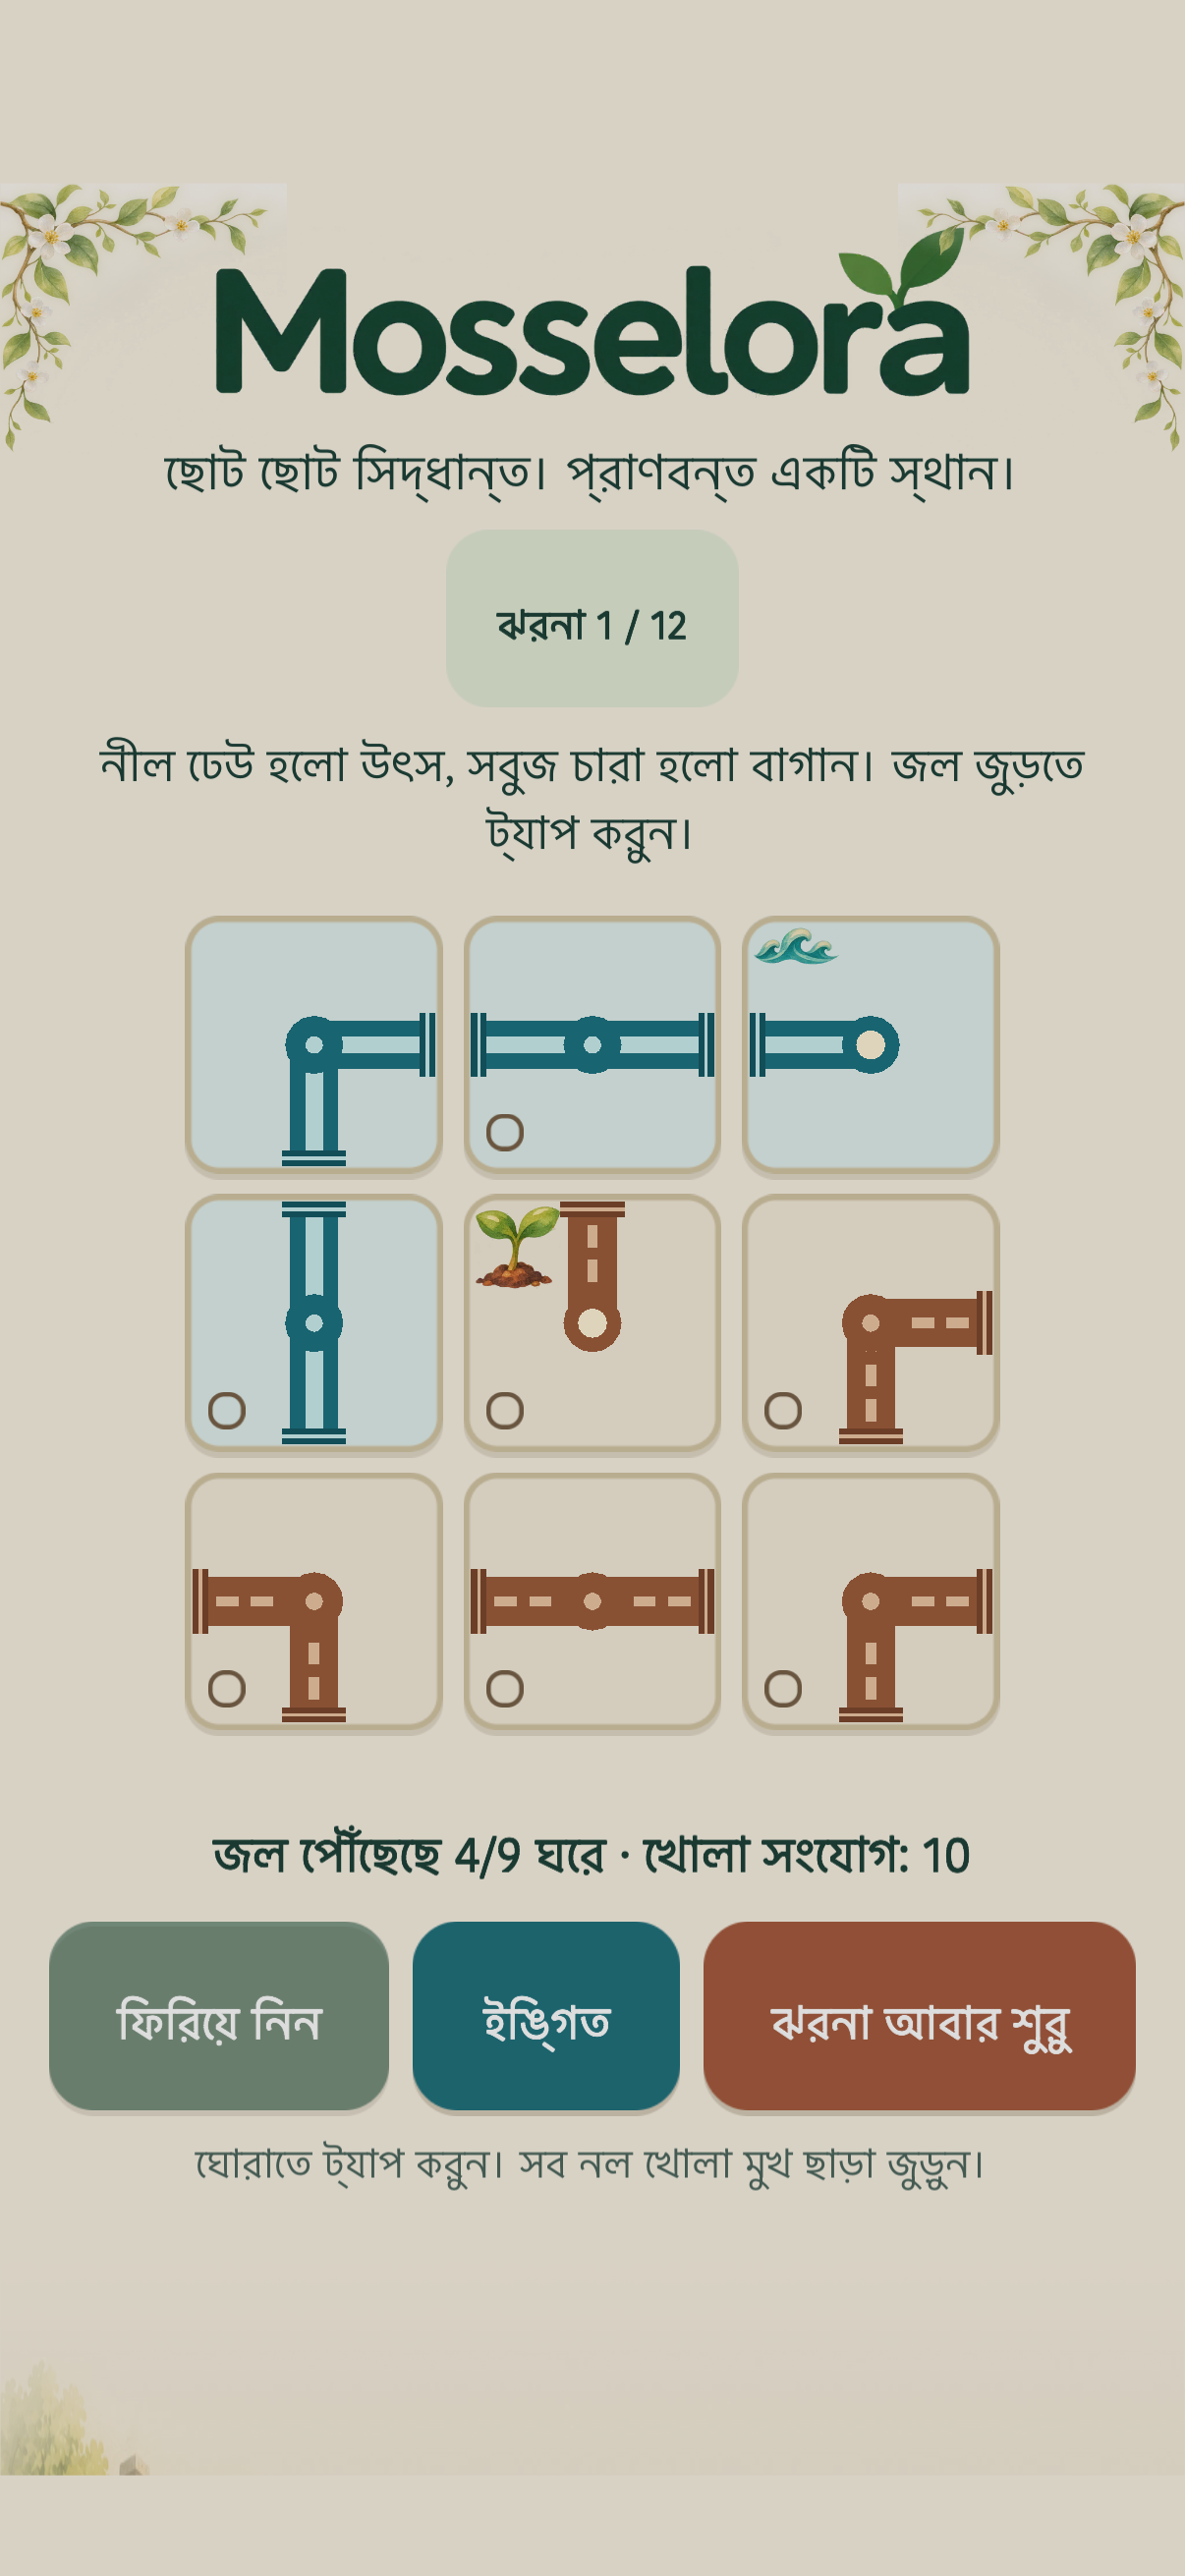 Mosselora
ছোট ছোট সিদ্ধান্ত। প্রাণবন্ত একটি স্থান।
ঝরনা 1 / 12
নীল ঢেউ হলো উৎস, সবুজ চারা হলো বাগান। জল জুড়তে
ট্যাপ করুন।
জল পৌঁছেছে 4/9 ঘরে · খোলা সংযোগ: 10
ফিরিয়ে নিন
ইঙ্গিত
ঝরনা আবার শুরু
ঘোরাতে ট্যাপ করুন। সব নল খোলা মুখ ছাড়া জুড়ুন।